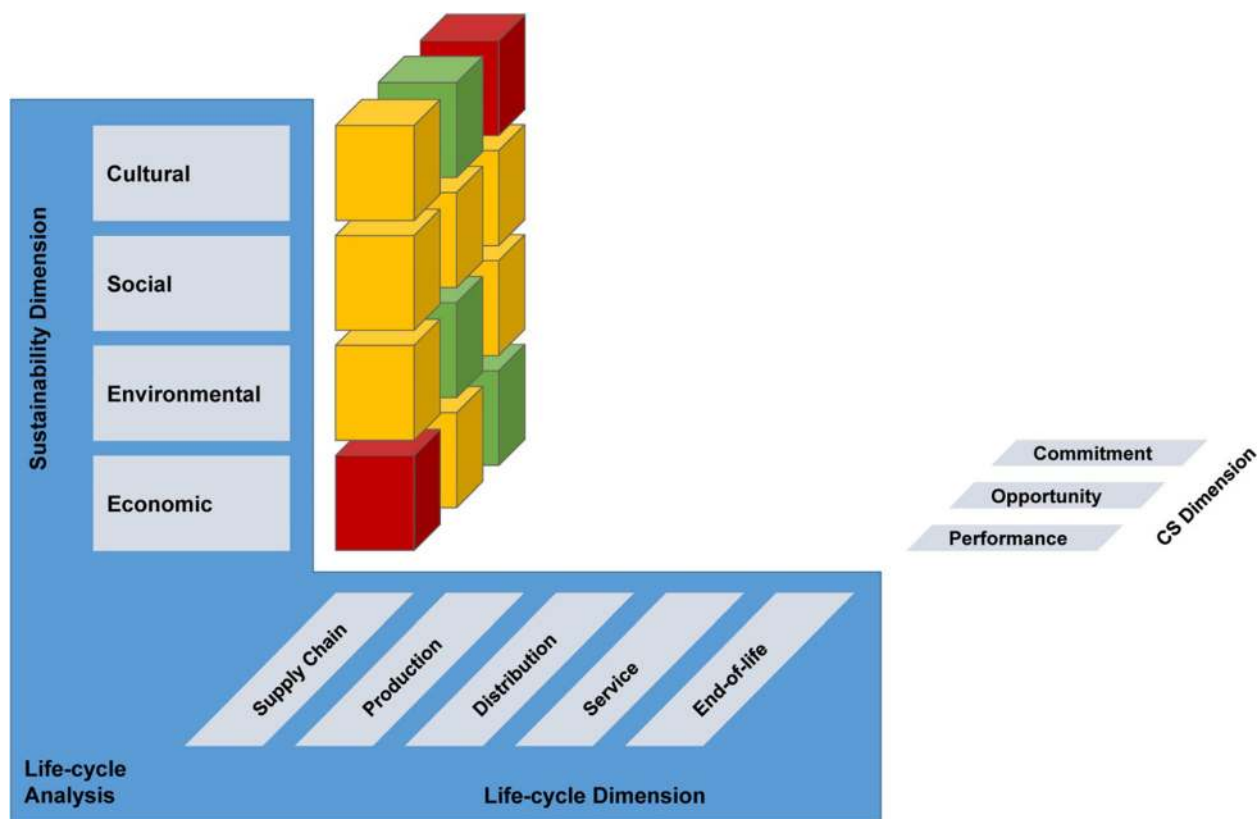 Sustainability Dimension
Cultural
Social
Environmental
Economic
Commitment
Opportunity
Performance
CS Dimension
Supply Chain
Production
Distribution
Service
End-of-life
Life-cycle
Analysis
Life-cycle Dimension